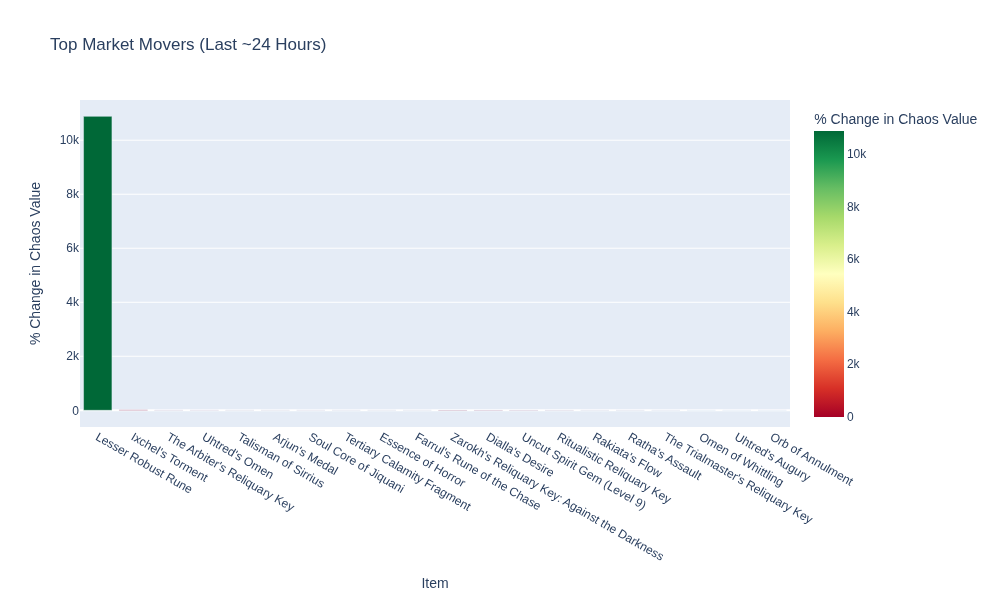 Top Market Movers (Last ~24 Hours)
% Change in Chaos Value
10k
8k
6k
4k
2k
0
Lesser Robust Rune
Ixchel's Torment
The Arbiter's Reliquary Key
Uhtred's Omen
Talisman of Sirrius
Arjun's Medal
Soul Core of Jiquani
Tertiary Calamity Fragment
Essence of Horror
Farrul's Rune of the Chase
Zarokh's Reliquary Key: Against the Darkness
Dialla's Desire
Uncut Spirit Gem (Level 9)
Ritualistic Reliquary Key
Rakiata's Flow
Ratha's Assault
The Trialmaster's Reliquary Key
Omen of Whittling
Uhtred's Augury
Orb of Annulment
Item
% Change in Chaos Value
10k
8k
6k
4k
2k
0